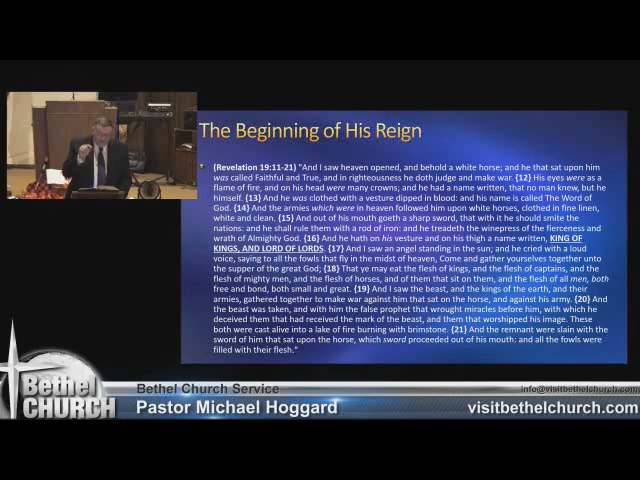 The Beginning of His Reign
(Revelation 19:11-21) "And I saw heaven opened, and behold a white horse; and he that sat upon him
was called Faithful and True, and in righteousness he doth judge and make war. {12} His eyes were as a
flame of fire, and on his head were many crowns; and he had a name written, that no man knew, but he
himself. {13} And he was clothed with a vesture dipped in blood: and his name is called The Word of
God. {14} And the armies which were in heaven followed him upon white horses, clothed in fine linen,
white and clean. {15} And out of his mouth goeth a sharp sword, that with it he should smite the
nations: and he shall rule them with a rod of iron: and he treadeth the winepress of the fierceness and
wrath of Almighty God. {16} And he hath on his vesture and on his thigh a name written, KING OF
KINGS, AND LORD OF LORDS. {17} And I saw an angel standing in the sun; and he cried with a loud
voice, saying to all the fowls that fly in the midst of heaven, Come and gather yourselves together unto
the supper of the great God; {18} That ye may eat the flesh of kings, and the flesh of captains, and the
flesh of mighty men, and the flesh of horses, and of them that sit on them, and the flesh of all men, both
free and bond, both small and great. {19} And I saw the beast, and the kings of the earth, and their
armies, gathered together to make war against him that sat on the horse, and against his army. {20} And
the beast was taken, and with him the false prophet that wrought miracles before him, with which he
deceived them that had received the mark of the beast, and them that worshipped his image. These
both were cast alive into a lake of fire burning with brimstone. {21} And the remnant were slain with the
sword of him that sat upon the horse, which sword proceeded out of his mouth: and all the fowls were
filled with their flesh."
Bethel
CHURCH
Bethel Church Service
info@visitbethelchurch.com
Pastor Michael Hoggard
visitbethelchurch.com